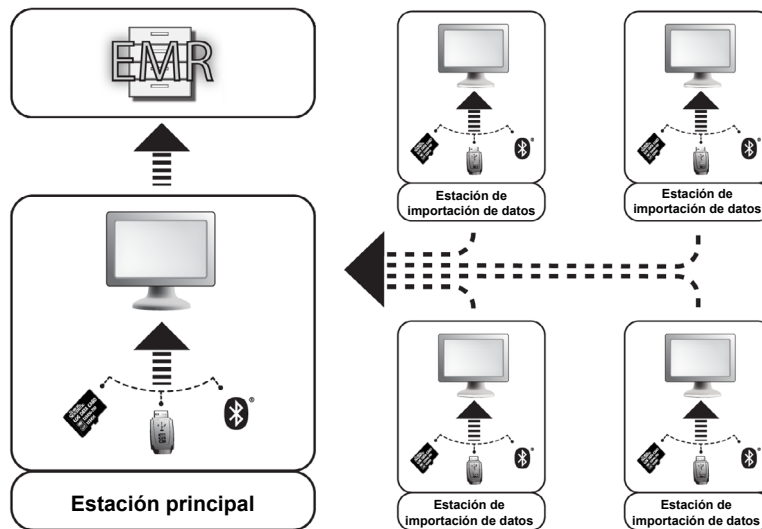 EMR
Estación de
importación de datos
Estación de
importación de datos
USB
Estación principal
Estación de
importación de datos
Estación de
importación de datos